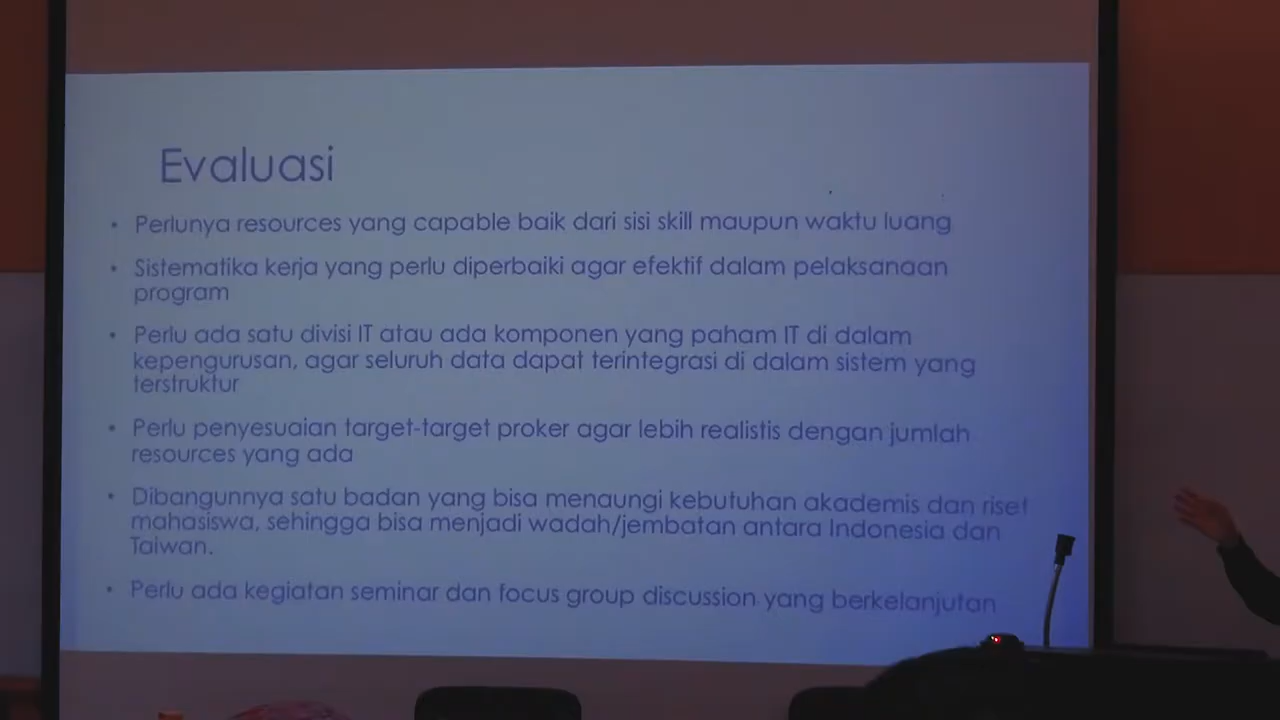 Evaluasi
• Perlunya resources yang capable baik dari sisi skill maupun waktu luang
• Sistematika kerja yang perlu diperbaiki agar efektif dalam pelaksanaan
program
• Perlu ada satu divisi IT atau ada komponen yang paham IT di dalam
kepengurusan, agar seluruh data dapat terintegrasi di dalam sistem yang
terstruktur
• Perlu penyesuaian target-target proker agar lebih realistis dengan jumlah
resources yang ada
• Dibangunnya satu badan yang bisa menaungi kebutuhan akademis dan riset
mahasiswa, sehingga bisa menjadi wadah/jembatan antara Indonesia dan
Taiwan.
• Perlu ada kegiatan seminar dan focus group discussion yang berkelanjutan